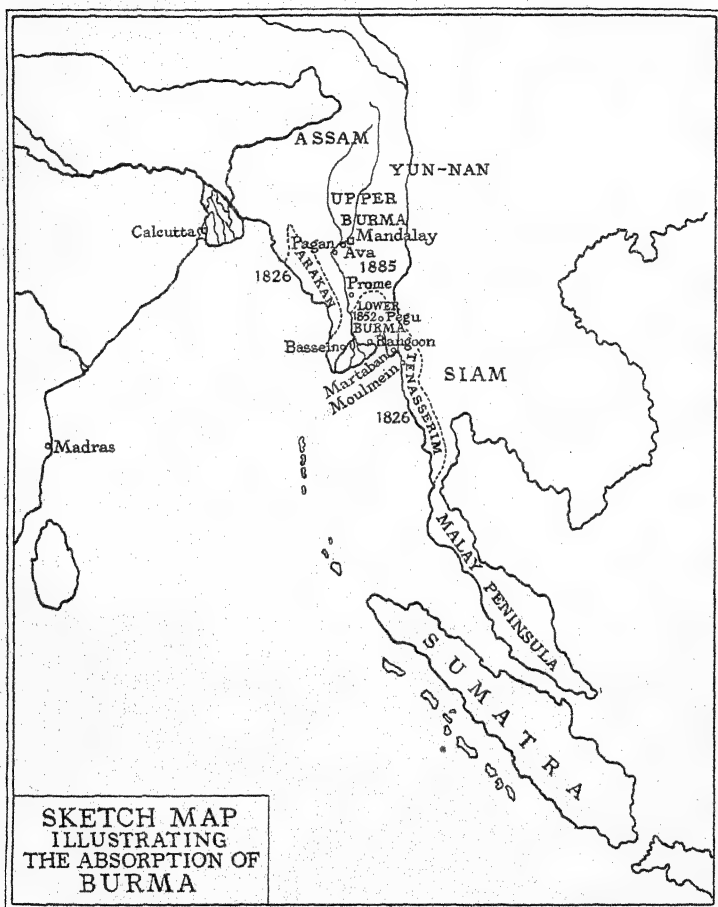 ASSAM
YUN-NAN
UPPER
BURMA
Calcutta
Pagan
Mandalay
Ava
1826
ARAKAN
1885
Prome
LOWER
1852
Pegu
BURMA
Bassein
Rangoon
Martaban
Moulmein
TENASSERIM
SIAM
1826
Madras
MALAY PENINSULA
SUMATRA
SKETCH MAP
ILLUSTRATING
THE ABSORPTION OF
BURMA